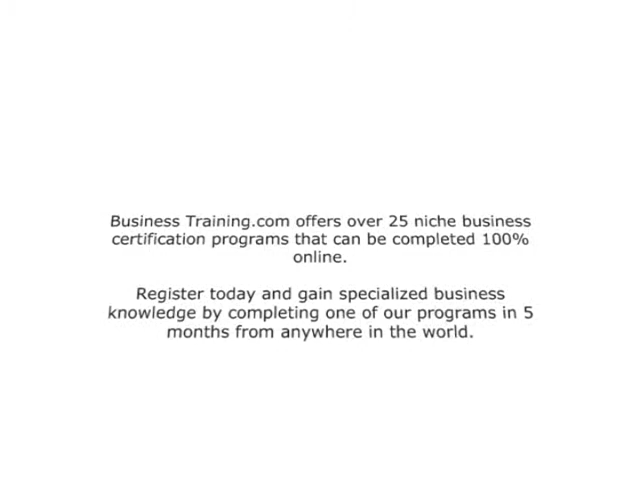 Business Training.com offers over 25 niche business
certification programs that can be completed 100%
online.
Register today and gain specialized business
knowledge by completing one of our programs in 5
months from anywhere in the world.